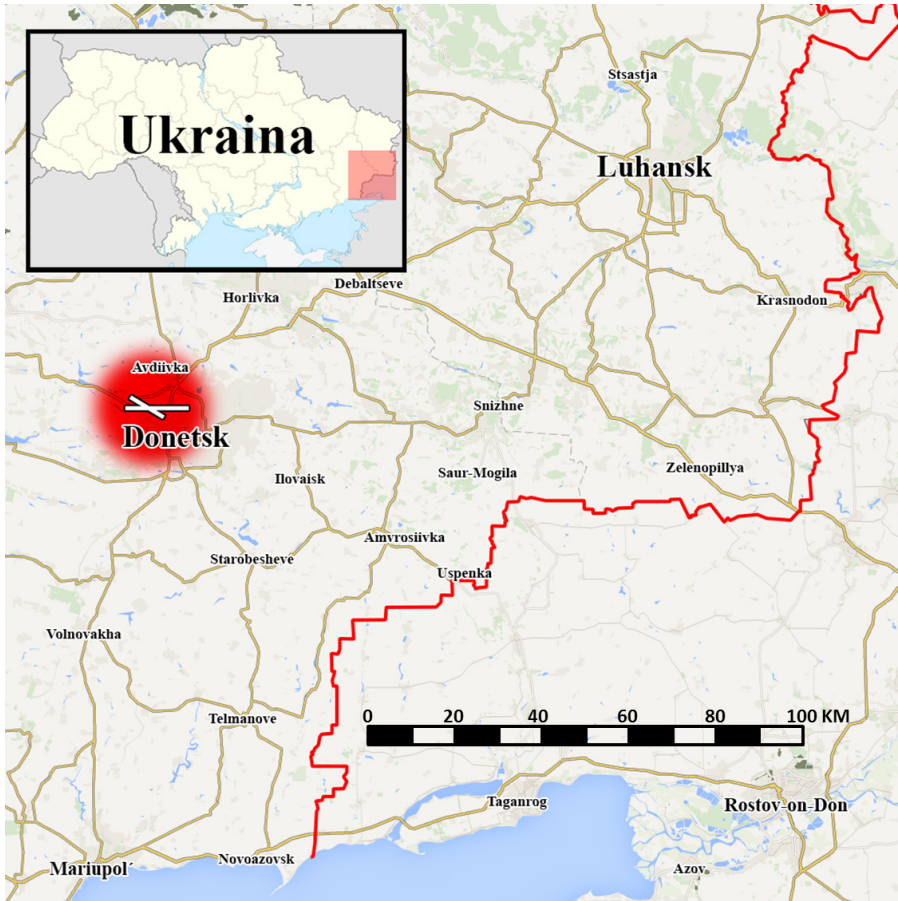 Ukraina
Stsastja
Luhansk
Debaltseve
Horlivka
Krasnodon
Avdiivka
Snizhne
Donetsk
Saur-Mogila
Zelenopillya
Ilovaisk
Amvrosiivka
Starobesheve
Uspenka
Volnovakha
Telmanove
0 20 40 60 80 100 KM
Taganrog
Rostov-on-Don
Novoazovsk
Mariupol´
Azov